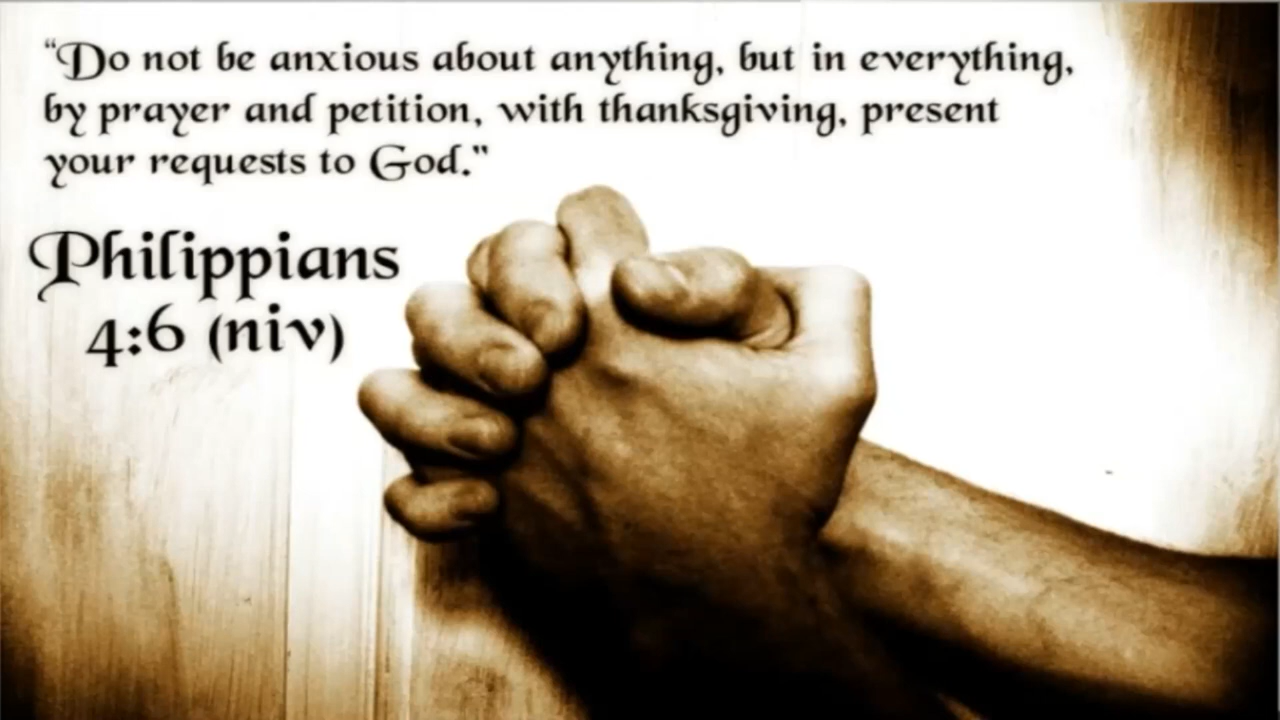 “Do not be anxious about anything, but in everything,
by prayer and petition, with thanksgiving, present
your requests to God."
Philippians
4:6 (niv)